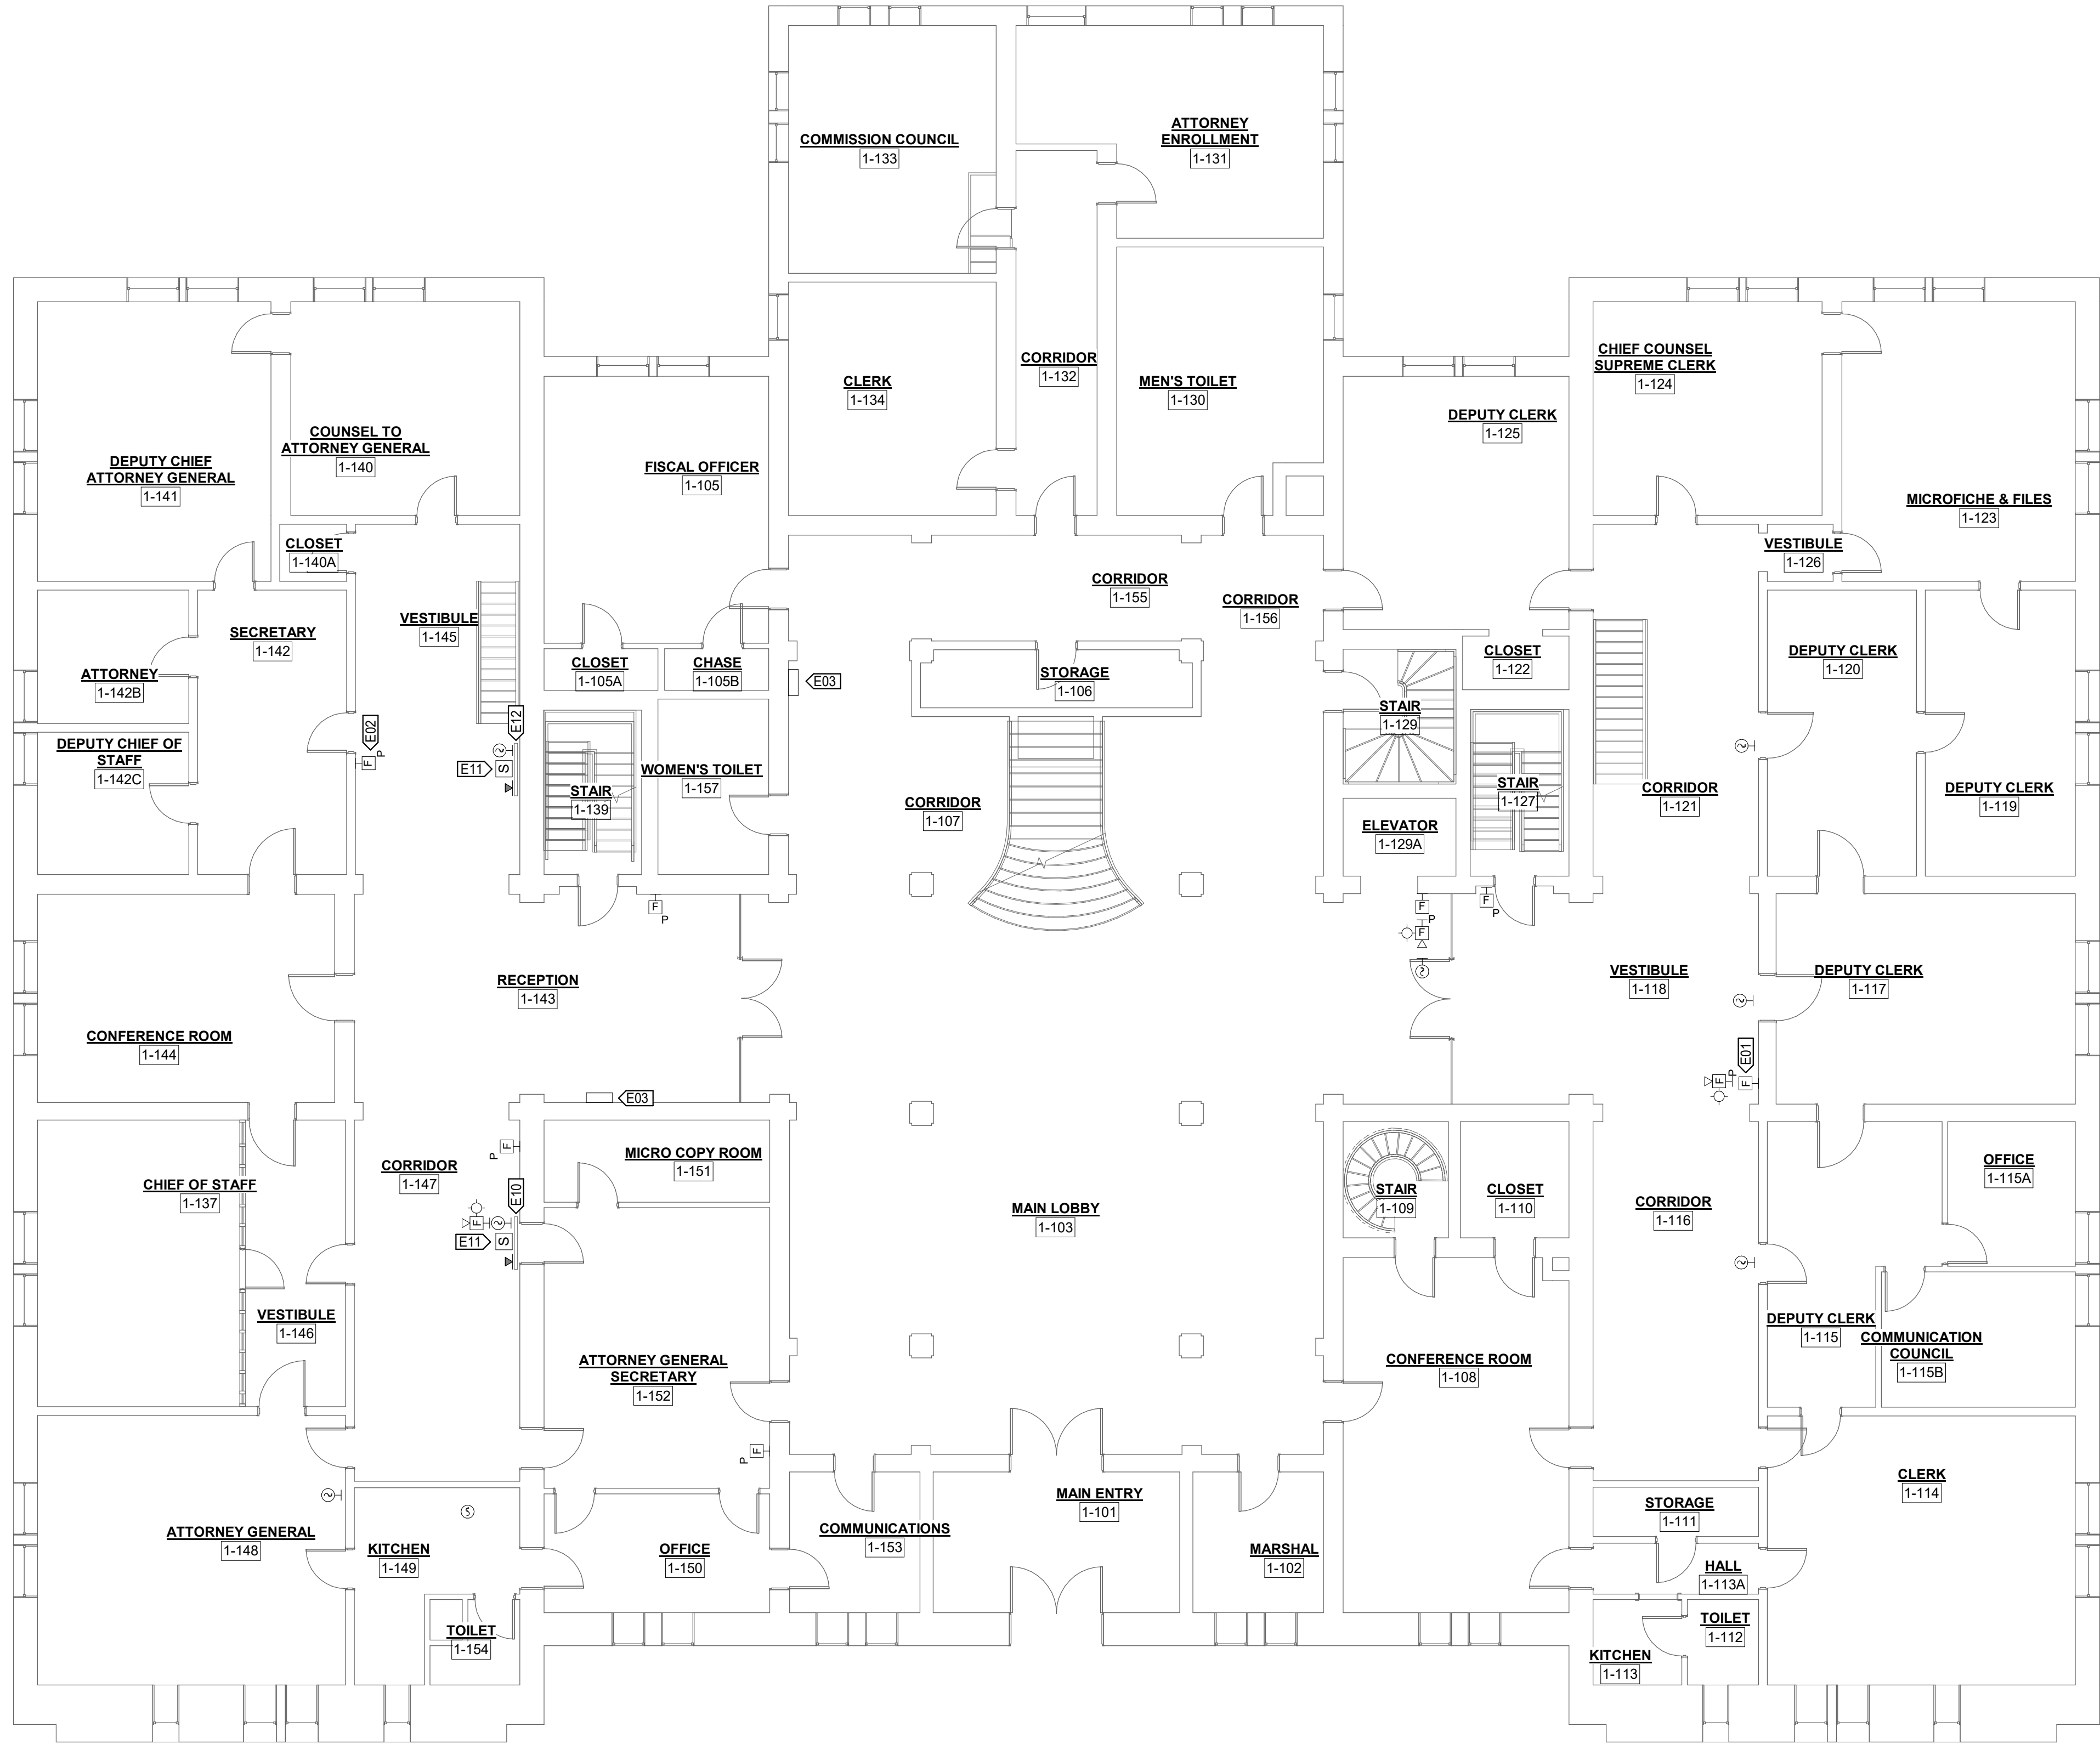 COMMISSION COUNCIL
1-133
ATTORNEY
ENROLLMENT
1-131
CORRIDOR
1-132
CLERK
1-134
MEN'S TOILET
1-130
DEPUTY CHIEF
ATTORNEY GENERAL
1-141
COUNSEL TO
ATTORNEY GENERAL
1-140
FISCAL OFFICER
1-105
DEPUTY CLERK
1-125
CHIEF COUNSEL
SUPREME CLERK
1-124
MICROFICHE & FILES
1-123
CLOSET
1-140A
VESTIBULE
1-126
CORRIDOR
1-155
CORRIDOR
1-156
VESTIBULE
1-145
SECRETARY
1-142
ATTORNEY
1-142B
CLOSET
1-105A
CHASE
1-105B
E03
STORAGE
1-106
CLOSET
1-122
DEPUTY CLERK
1-120
STAIR
1-129
DEPUTY CHIEF OF
STAFF
1-142C
E02
F
P
E12
E11
S
STAIR
1-139
WOMEN'S TOILET
1-157
CORRIDOR
1-107
ELEVATOR
1-129A
STAIR
1-127
CORRIDOR
1-121
DEPUTY CLERK
1-119
F
P
F
P
F
F
P
RECEPTION
1-143
VESTIBULE
1-118
DEPUTY CLERK
1-117
CONFERENCE ROOM
1-144
E01
F
P
F
E03
F
P
MICRO COPY ROOM
1-151
CHIEF OF STAFF
1-137
CORRIDOR
1-147
E10
F
E11
S
MAIN LOBBY
1-103
STAIR
1-109
CLOSET
1-110
CORRIDOR
1-116
OFFICE
1-115A
VESTIBULE
1-146
DEPUTY CLERK
1-115
COMMUNICATION
COUNCIL
1-115B
ATTORNEY GENERAL
SECRETARY
1-152
CONFERENCE ROOM
1-108
F
P
ATTORNEY GENERAL
1-148
S
KITCHEN
1-149
OFFICE
1-150
COMMUNICATIONS
1-153
MAIN ENTRY
1-101
MARSHAL
1-102
STORAGE
1-111
CLERK
1-114
HALL
1-113A
TOILET
1-154
TOILET
1-112
KITCHEN
1-113